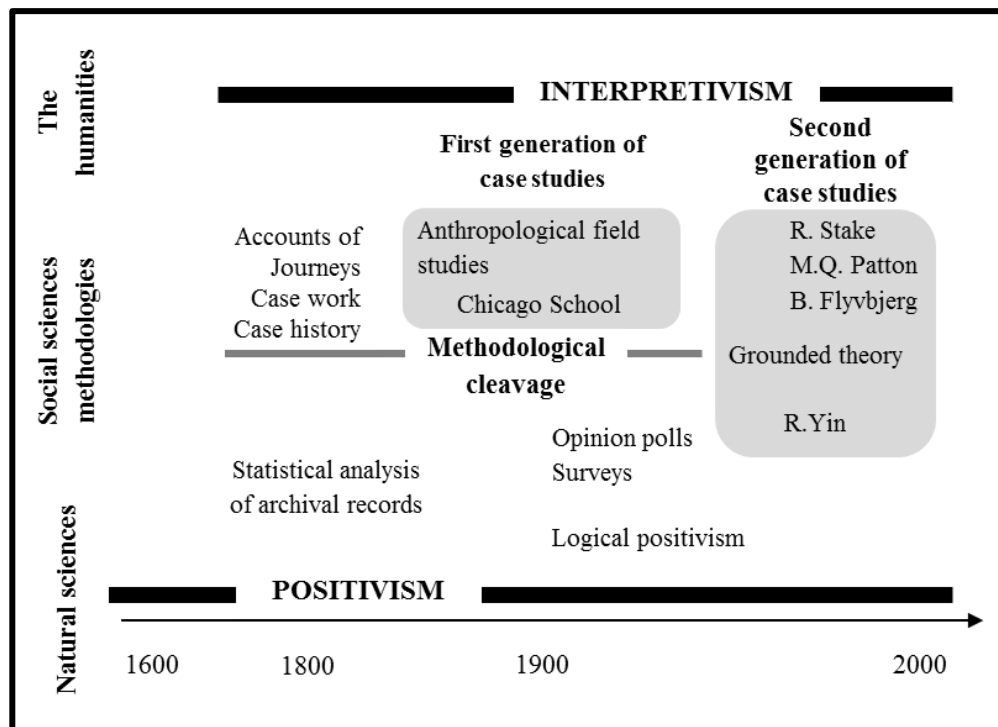 The
humanities
INTERPRETIVISM
First generation of
case studies
Second
generation of
case studies
Social sciences
methodologies
Accounts of
Journeys
Case work
Case history
Anthropological field
studies
Chicago School
R. Stake
M.Q. Patton
B. Flyvbjerg
Grounded theory
R.Yin
Methodological
cleavage
Opinion polls
Surveys
Statistical analysis
of archival records
Logical positivism
Natural sciences
POSITIVISM
1600
1800
1900
2000